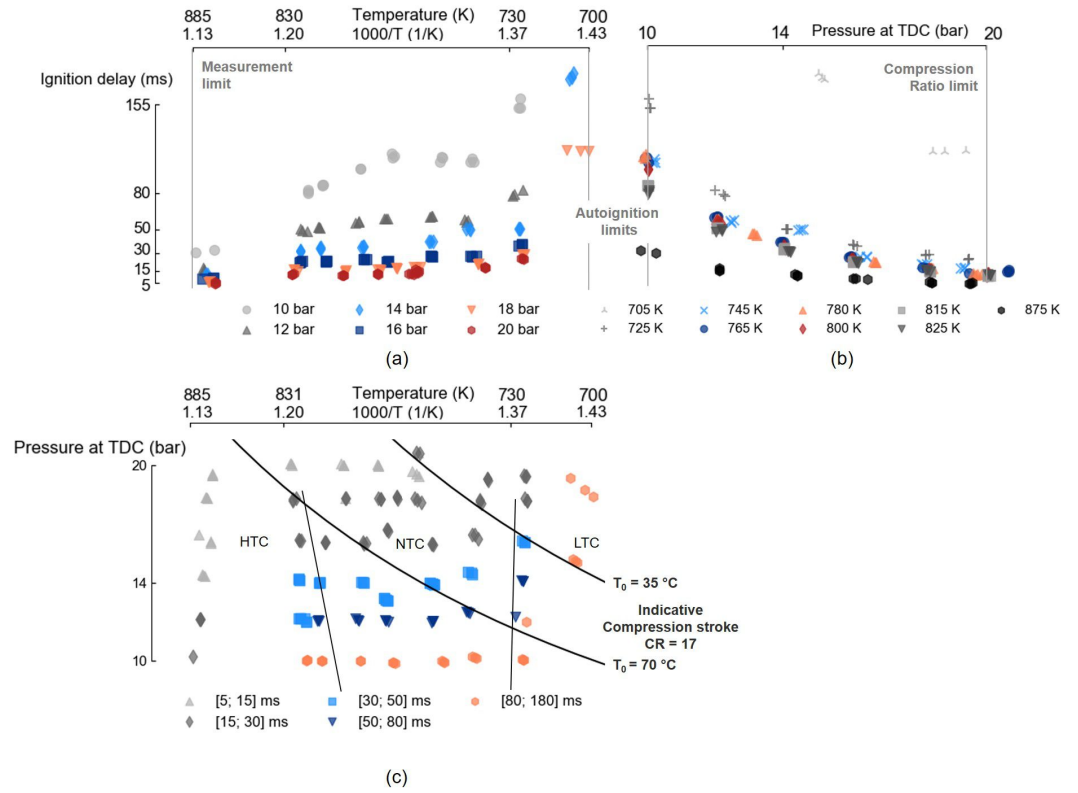 885 830 Temperature (K) 730 700
1.13 1.20 1000/T (1/K) 1.37 1.43
Ignition delay (ms)
Measurement
limit
155
80
50
30
15
5
Autoignition
limits
10 bar 14 bar 18 bar
12 bar 16 bar 20 bar
(a)
Pressure at TDC (bar)
10 14 20
Compression
Ratio limit
705 K 745 K 780 K 815 K 875 K
725 K 765 K 800 K 825 K
(b)
885 831 Temperature (K) 730 700
1.13 1.20 1000/T (1/K) 1.37 1.43
Pressure at TDC (bar)
20
14
10
HTC NTC LTC
T0 = 35 °C
Indicative
Compression stroke
CR = 17
T0 = 70 °C
[5; 15] ms [30; 50] ms [80; 180] ms
[15; 30] ms [50; 80] ms
(c)